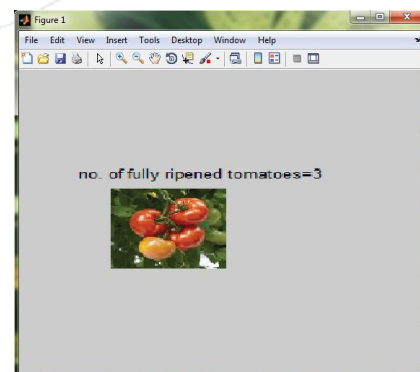 Figure 1
File Edit View Insert Tools Desktop Window Help
no. of fully ripened tomatoes=3